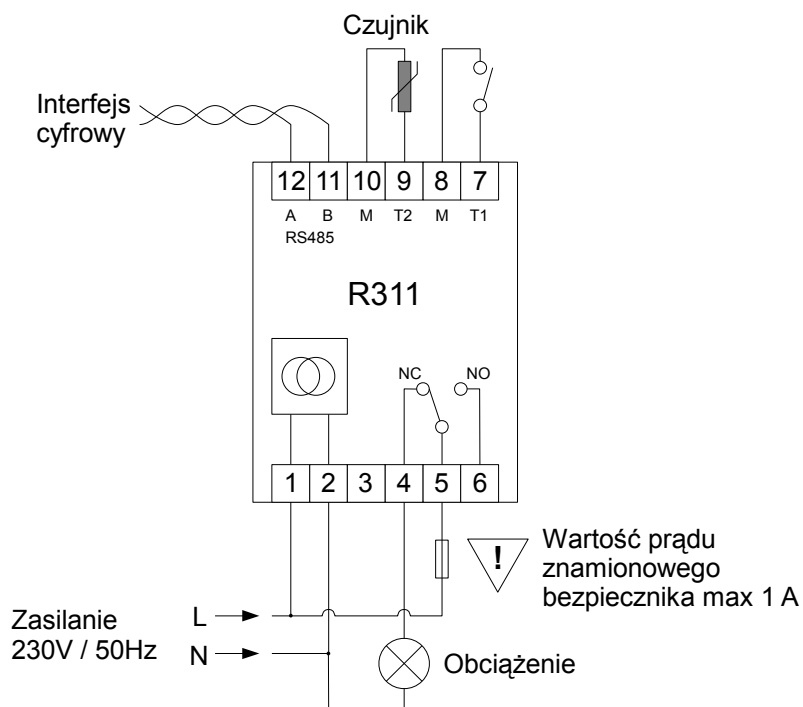 Czujnik
Interfejs
cyfrowy
12 11 10 9 8 7
A B M T2 M T1
RS485
R311
NC NO
1 2 3 4 5 6
!
Wartość prądu
znamionowego
bezpiecznika max 1 A
Zasilanie
230V / 50Hz
L
N
Obciążenie